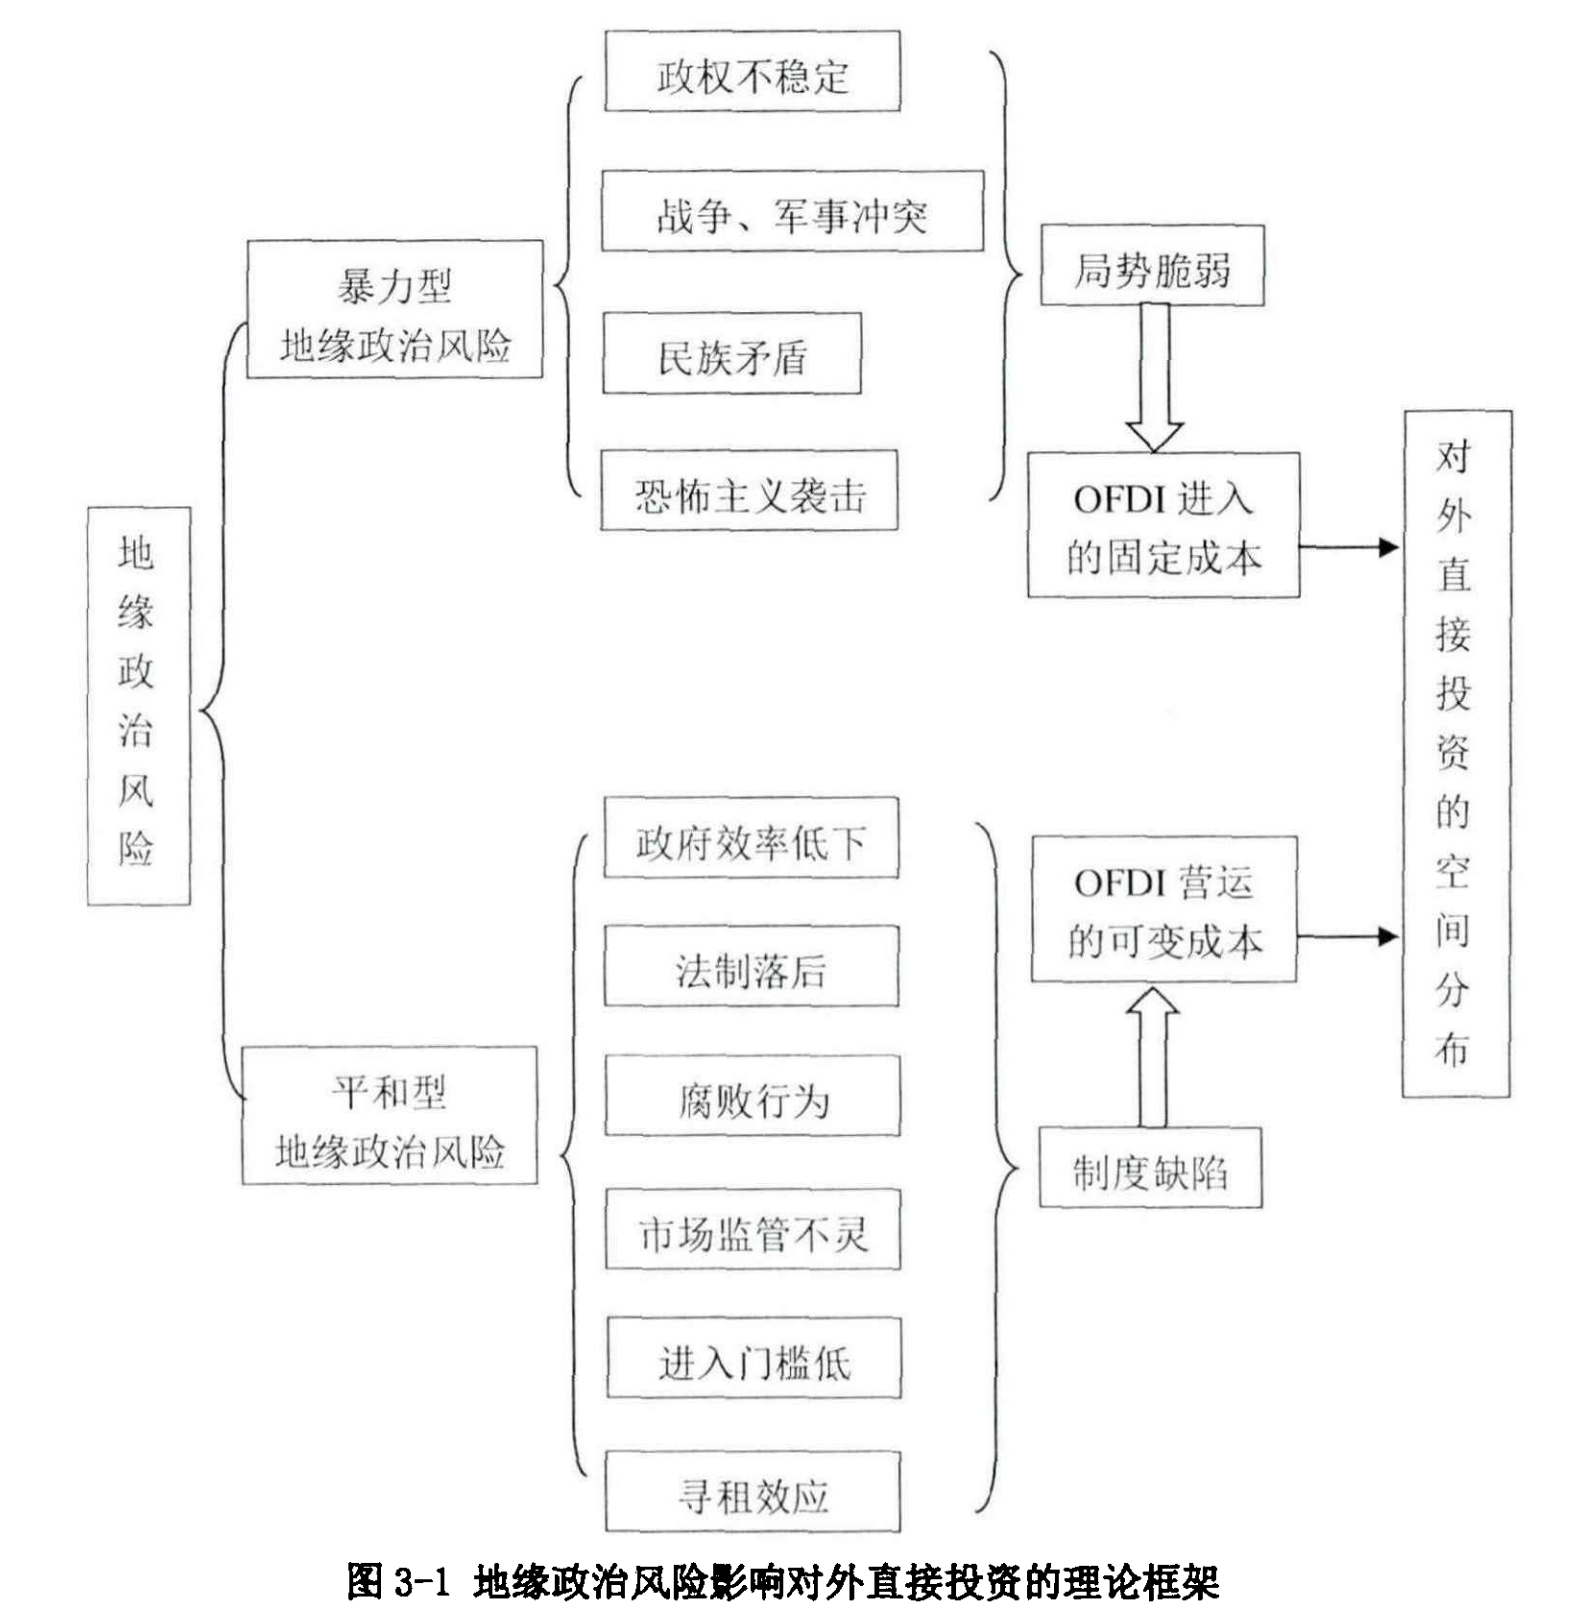 地缘政治风险
暴力型
地缘政治风险
政权不稳定
战争、军事冲突
民族矛盾
恐怖主义袭击
局势脆弱
OFDI 进入
的固定成本
平和型
地缘政治风险
政府效率低下
法制落后
腐败行为
市场监管不灵
进入门槛低
寻租效应
OFDI 营运
的可变成本
制度缺陷
对外直接投资的空间分布
图 3-1 地缘政治风险影响对外直接投资的理论框架